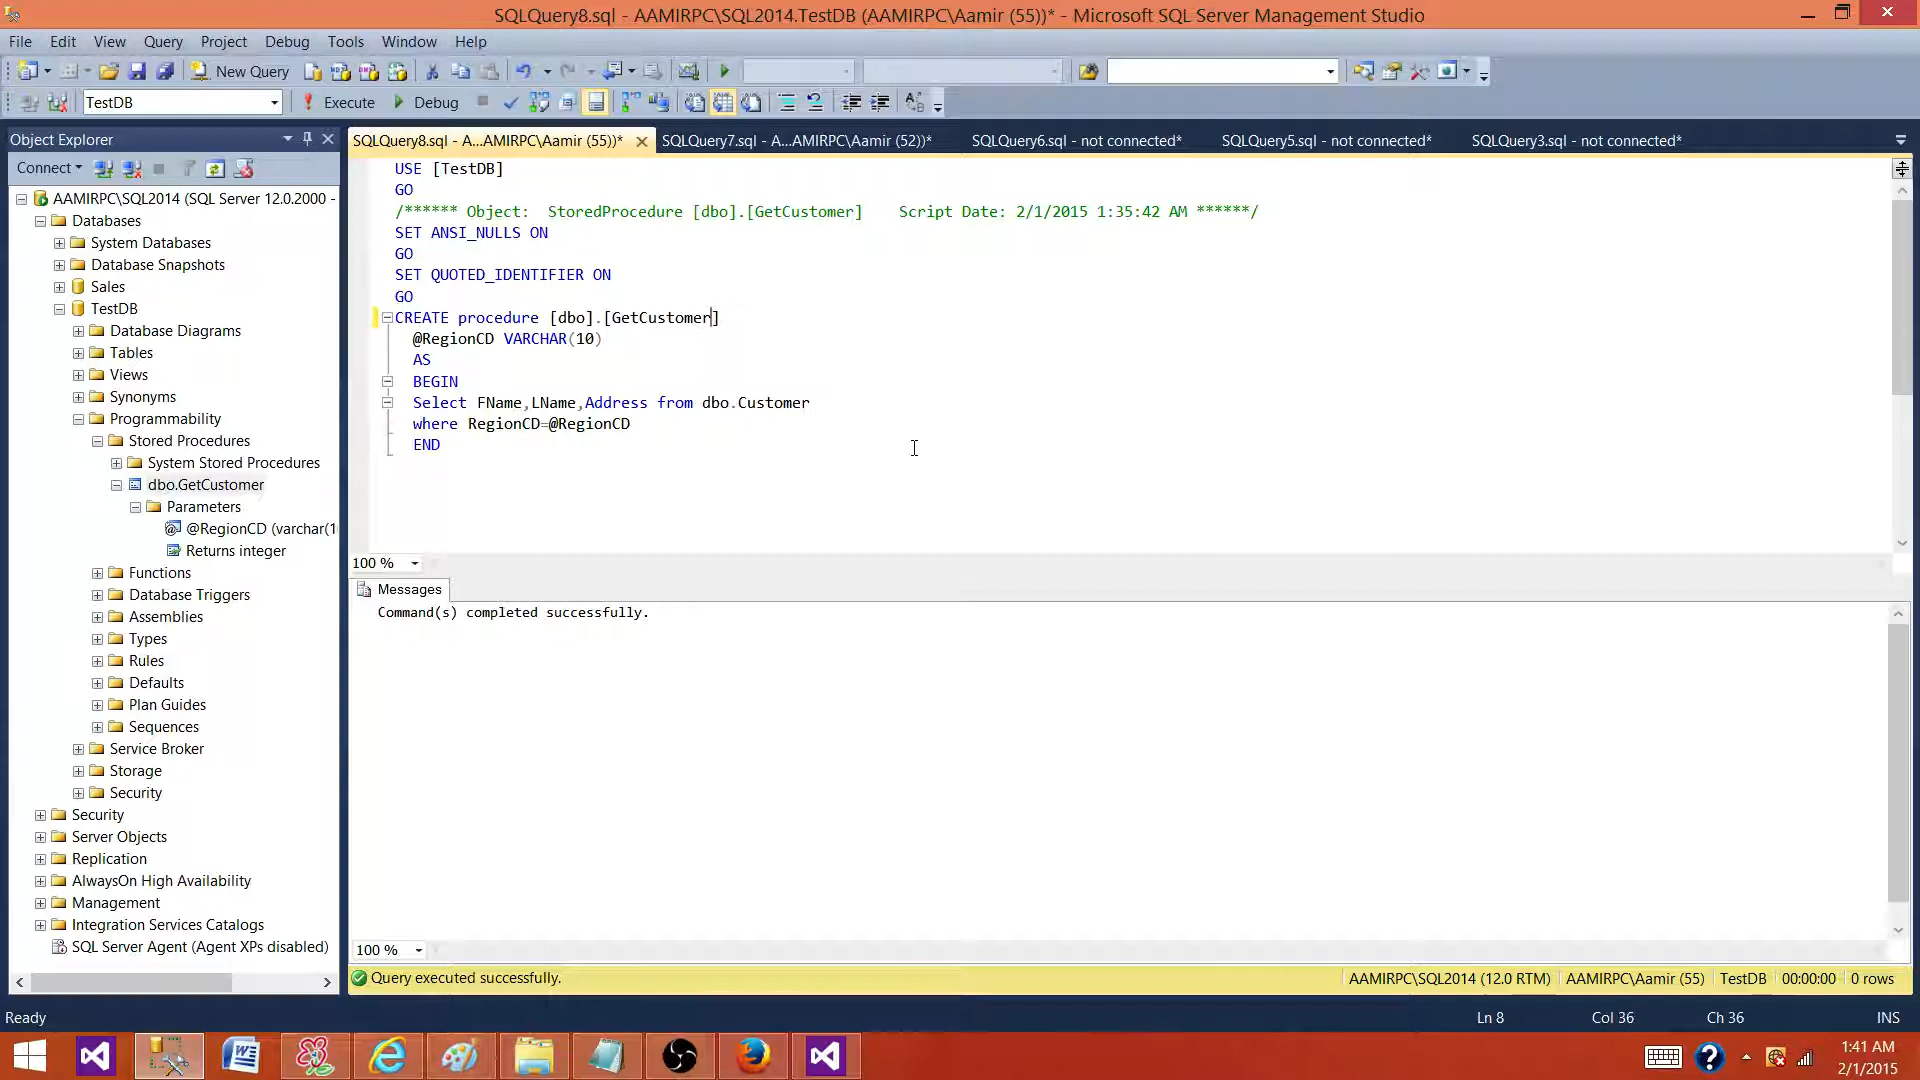 SQLQuery8.sql - AAMIRPC\SQL2014.TestDB (AAMIRPC\Aamir (55))* - Microsoft SQL Server Management Studio
File Edit View Query Project Debug Tools Window Help
New Query
TestDB Execute Debug
Object Explorer
SQLQuery8.sql - A...AMIRPC\Aamir (55))* SQLQuery7.sql - A...AMIRPC\Aamir (52))* SQLQuery6.sql - not connected* SQLQuery5.sql - not connected* SQLQuery3.sql - not connected*
Connect
AAMIRPC\SQL2014 (SQL Server 12.0.2000 -
Databases
System Databases
Database Snapshots
Sales
TestDB
Database Diagrams
Tables
Views
Synonyms
Programmability
Stored Procedures
System Stored Procedures
dbo.GetCustomer
Parameters
@RegionCD (varchar(1
Returns integer
Functions
Database Triggers
Assemblies
Types
Rules
Defaults
Plan Guides
Sequences
Service Broker
Storage
Security
Security
Server Objects
Replication
AlwaysOn High Availability
Management
Integration Services Catalogs
SQL Server Agent (Agent XPs disabled)
USE [TestDB]
GO
/****** Object:  StoredProcedure [dbo].[GetCustomer]    Script Date: 2/1/2015 1:35:42 AM ******/
SET ANSI_NULLS ON
GO
SET QUOTED_IDENTIFIER ON
GO
CREATE procedure [dbo].[GetCustomer]
@RegionCD VARCHAR(10)
AS
BEGIN
Select FName,LName,Address from dbo.Customer
where RegionCD=@RegionCD
END
100 %
Messages
Command(s) completed successfully.
100 %
Query executed successfully. AAMIRPC\SQL2014 (12.0 RTM) AAMIRPC\Aamir (55) TestDB 00:00:00 0 rows
Ready Ln 8 Col 36 Ch 36 INS
1:41 AM
2/1/2015